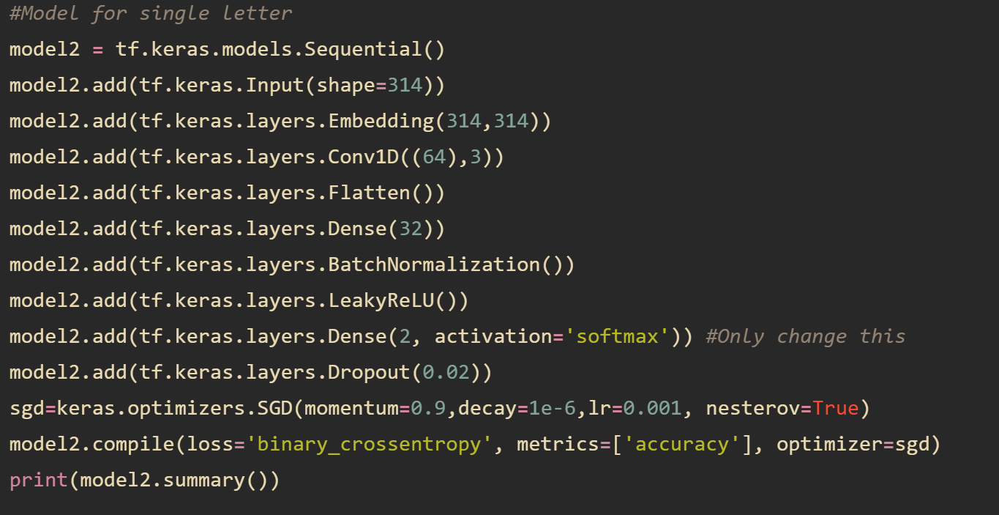 #Model for single letter
model2 = tf.keras.models.Sequential()
model2.add(tf.keras.Input(shape=314))
model2.add(tf.keras.layers.Embedding(314,314))
model2.add(tf.keras.layers.Conv1D((64),3))
model2.add(tf.keras.layers.Flatten())
model2.add(tf.keras.layers.Dense(32))
model2.add(tf.keras.layers.BatchNormalization())
model2.add(tf.keras.layers.LeakyReLU())
model2.add(tf.keras.layers.Dense(2, activation='softmax')) #Only change this
model2.add(tf.keras.layers.Dropout(0.02))
sgd=keras.optimizers.SGD(momentum=0.9,decay=1e-6,lr=0.001, nesterov=True)
model2.compile(loss='binary_crossentropy', metrics=['accuracy'], optimizer=sgd)
print(model2.summary())